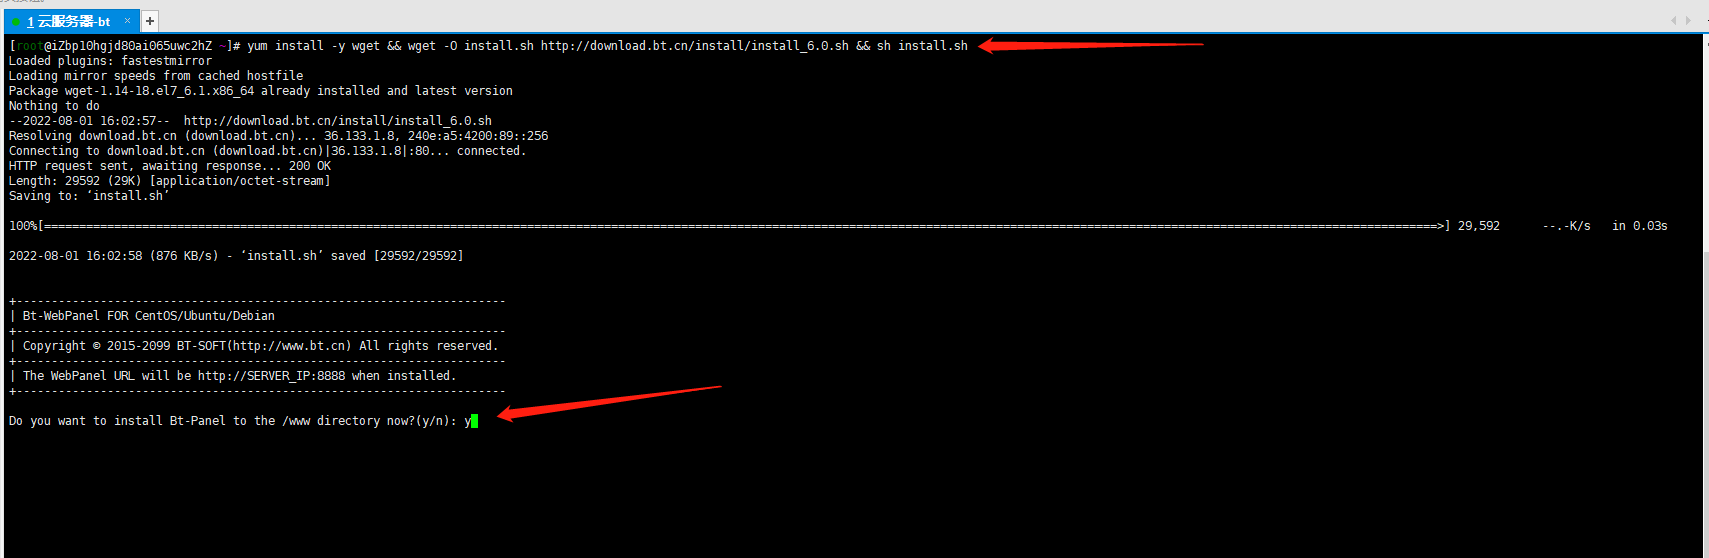 1 云服务器-bt × +
[root@iZbp10hgjd80ai065uwc2hZ ~]# yum install -y wget && wget -O install.sh http://download.bt.cn/install/install_6.0.sh && sh install.sh
Loaded plugins: fastestmirror
Loading mirror speeds from cached hostfile
Package wget-1.14-18.el7_6.1.x86_64 already installed and latest version
Nothing to do
--2022-08-01 16:02:57--  http://download.bt.cn/install/install_6.0.sh
Resolving download.bt.cn (download.bt.cn)... 36.133.1.8, 240e:a5:4200:89::256
Connecting to download.bt.cn (download.bt.cn)|36.133.1.8|:80... connected.
HTTP request sent, awaiting response... 200 OK
Length: 29592 (29K) [application/octet-stream]
Saving to: ‘install.sh’
100%[=======================================================================>] 29,592      --.-K/s   in 0.03s
2022-08-01 16:02:58 (876 KB/s) - ‘install.sh’ saved [29592/29592]
+----------------------------------------------------------------------
| Bt-WebPanel FOR CentOS/Ubuntu/Debian
+----------------------------------------------------------------------
| Copyright © 2015-2099 BT-SOFT(http://www.bt.cn) All rights reserved.
+----------------------------------------------------------------------
| The WebPanel URL will be http://SERVER_IP:8888 when installed.
+----------------------------------------------------------------------
Do you want to install Bt-Panel to the /www directory now?(y/n): y